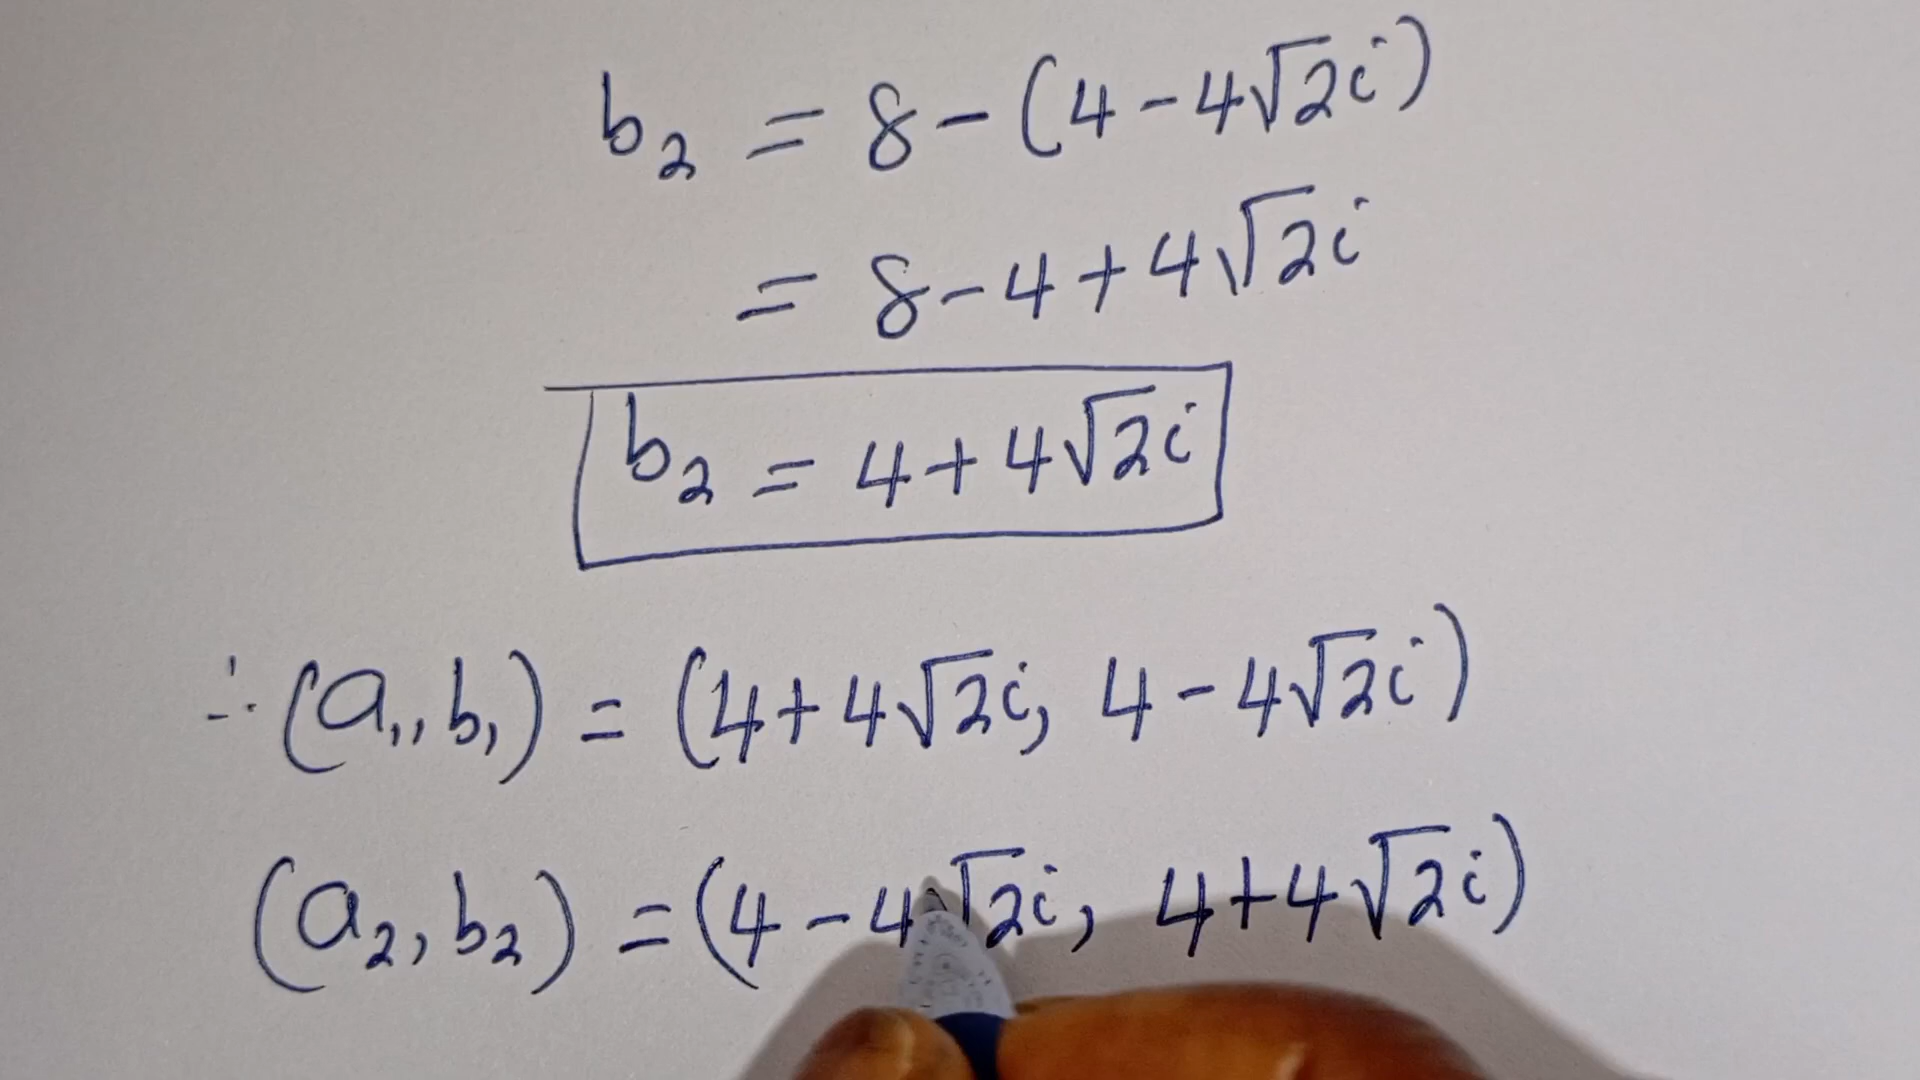 b₂ = 8 - (4 - 4√2i)
= 8 - 4 + 4√2i
b₂ = 4 + 4√2i
∴ (a₁, b₁) = (4 + 4√2i, 4 - 4√2i)
(a₂, b₂) = (4 - 4√2i, 4 + 4√2i)